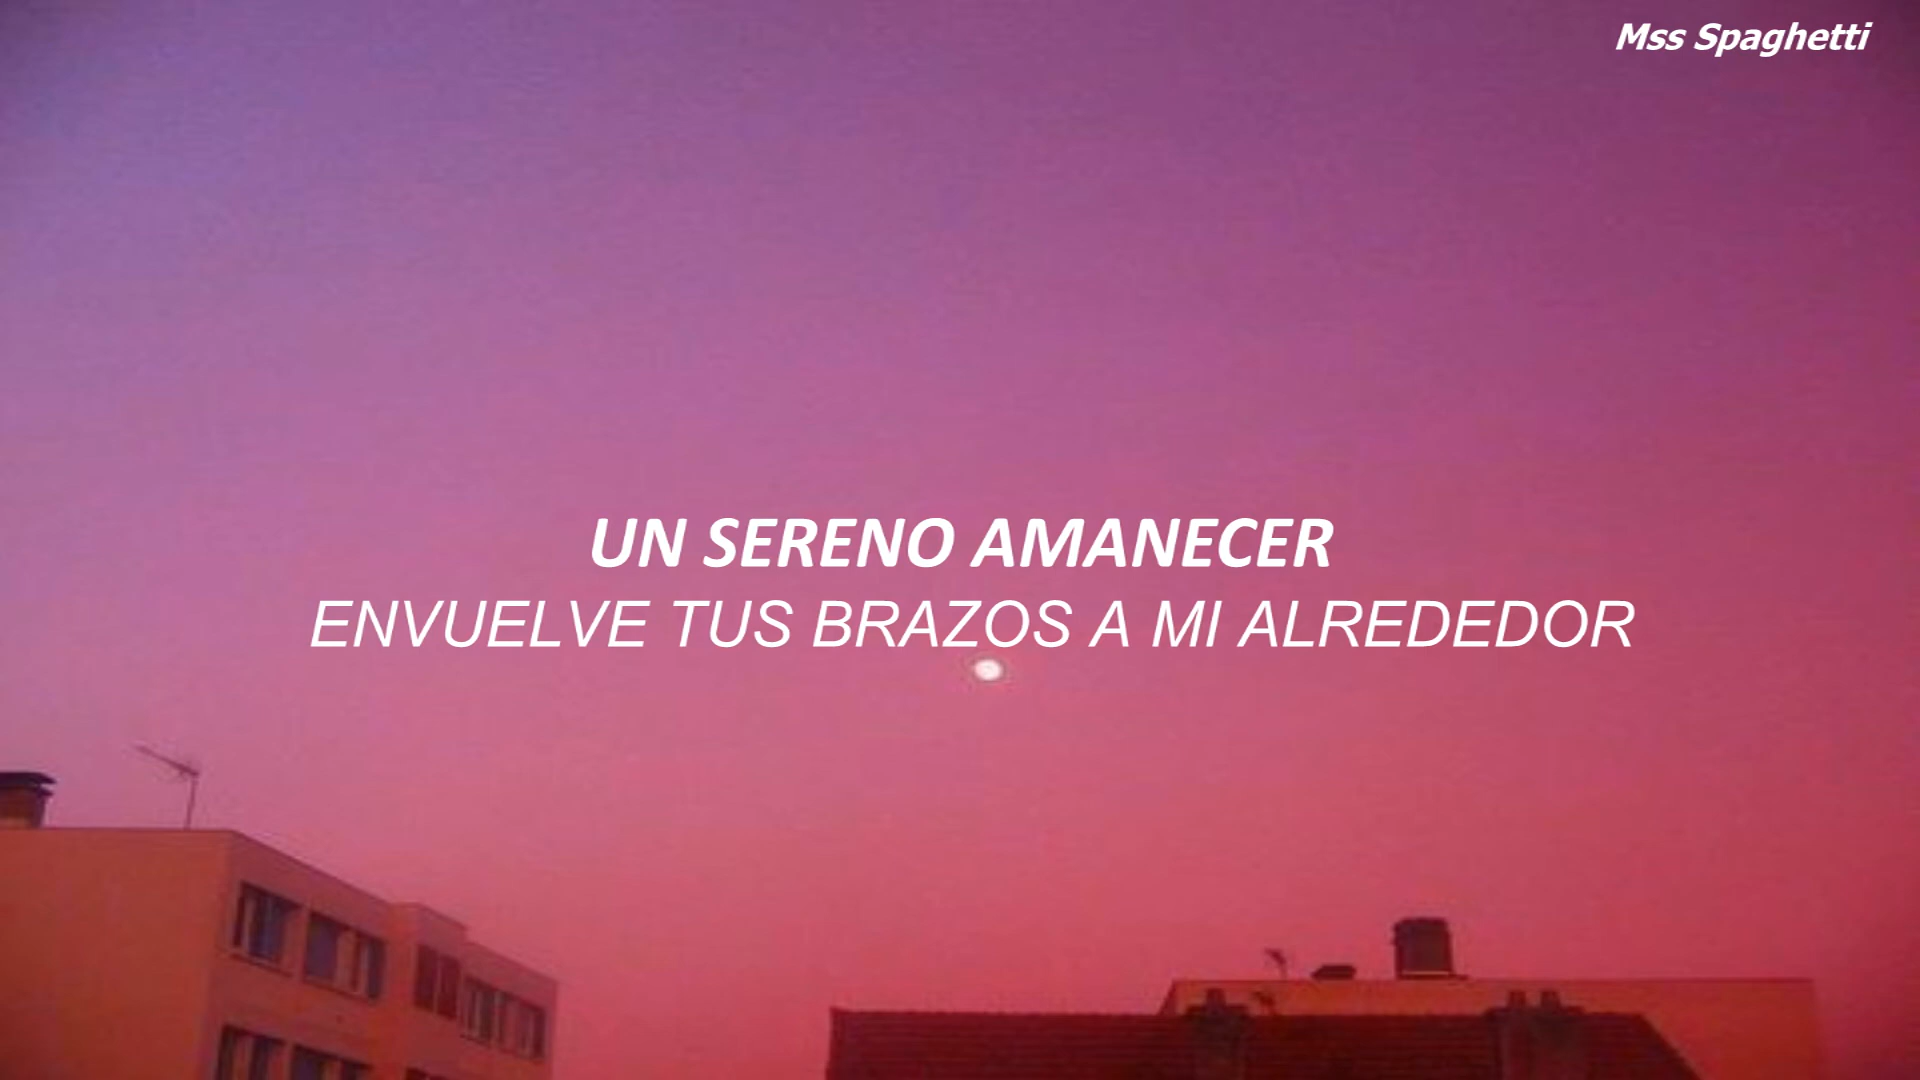 Mss Spaghetti
UN SERENO AMANECER
ENVUELVE TUS BRAZOS A MI ALREDEDOR